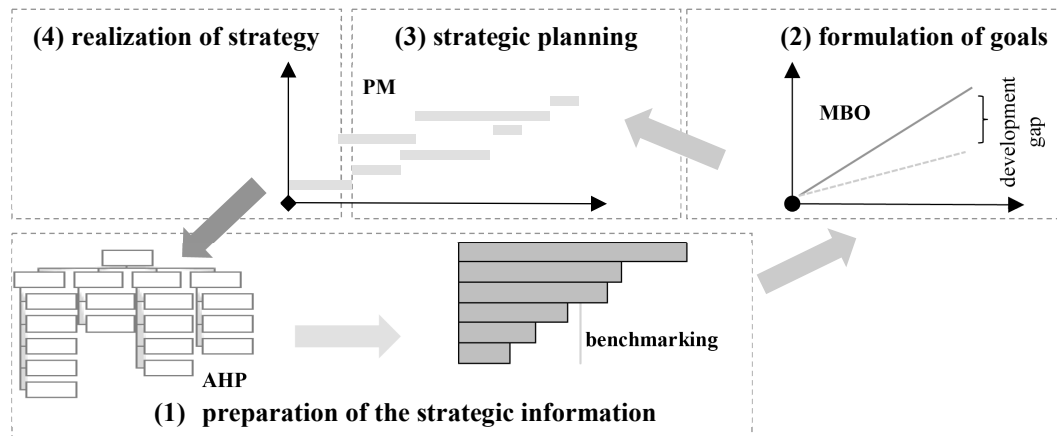 (4) realization of strategy
(3) strategic planning
(2) formulation of goals
PM
MBO
development
gap
benchmarking
AHP
(1) preparation of the strategic information